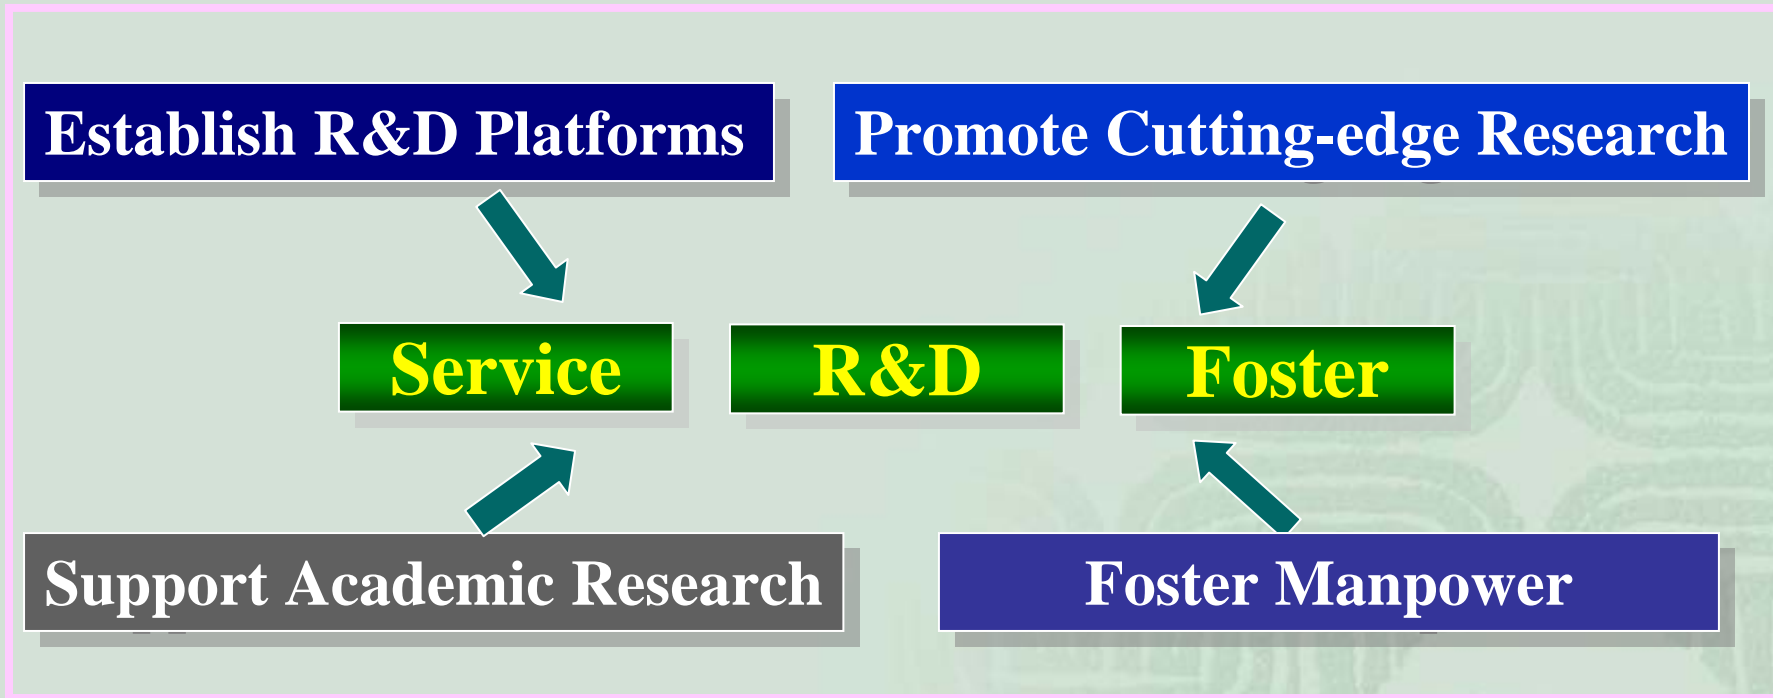 Establish R&D Platforms
Promote Cutting-edge Research
Service
R&D
Foster
Support Academic Research
Foster Manpower